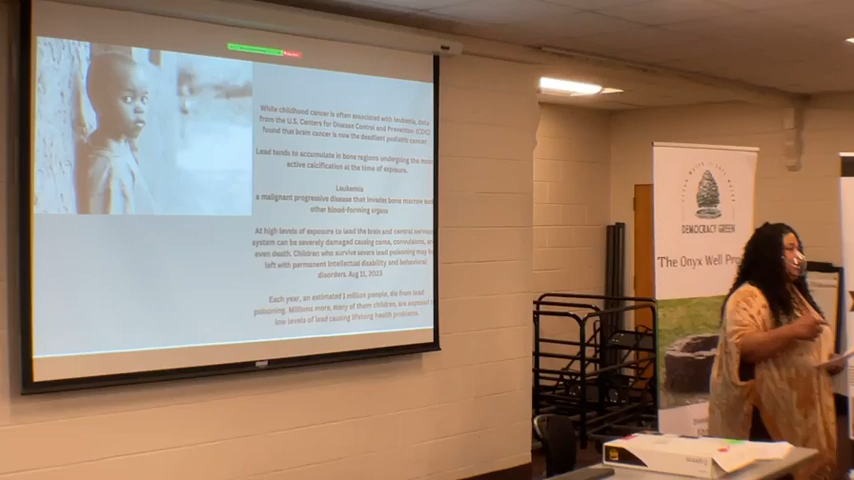 While childhood cancer is often associated with leukemia, data
from the U.S. Centers for Disease Control and Prevention (CDC)
found that brain cancer is now the deadliest pediatric cancer
Lead tends to accumulate in bone regions undergoing the most
active calcification at the time of exposure.
Leukemia
a malignant progressive disease that invades bone marrow and
other blood-forming organs
At high levels of exposure to lead the brain and central nervous
system can be severely damaged causing coma, convulsions, and
even death. Children who survive severe lead poisoning may be
left with permanent intellectual disability and behavioral
disorders. Aug 11, 2023
Each year, an estimated 1 million people, die from lead
poisoning. Millions more, many of them children, are exposed to
low levels of lead causing lifelong health problems.
DEMOCRACY GREEN
The Onyx Well